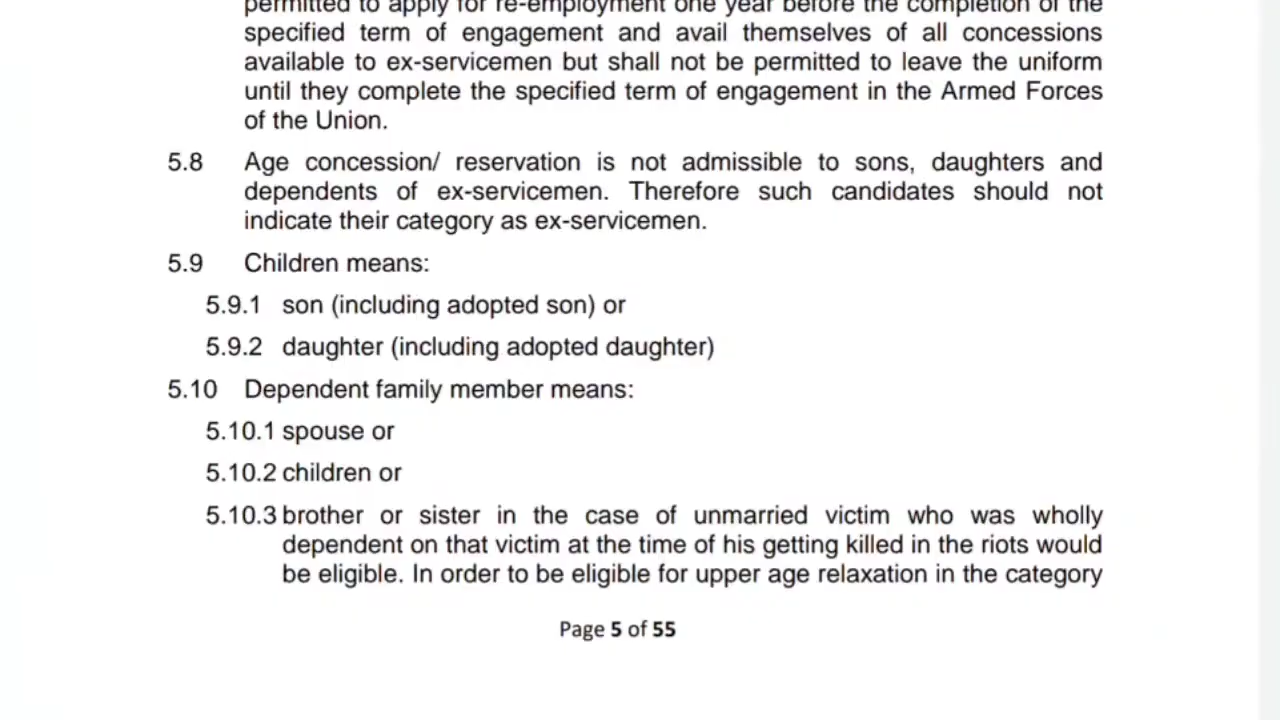 permitted to apply for re-employment one year before the completion of the
specified term of engagement and avail themselves of all concessions
available to ex-servicemen but shall not be permitted to leave the uniform
until they complete the specified term of engagement in the Armed Forces
of the Union.
5.8 Age concession/ reservation is not admissible to sons, daughters and
dependents of ex-servicemen. Therefore such candidates should not
indicate their category as ex-servicemen.
5.9 Children means:
5.9.1 son (including adopted son) or
5.9.2 daughter (including adopted daughter)
5.10 Dependent family member means:
5.10.1 spouse or
5.10.2 children or
5.10.3 brother or sister in the case of unmarried victim who was wholly
dependent on that victim at the time of his getting killed in the riots would
be eligible. In order to be eligible for upper age relaxation in the category
Page 5 of 55